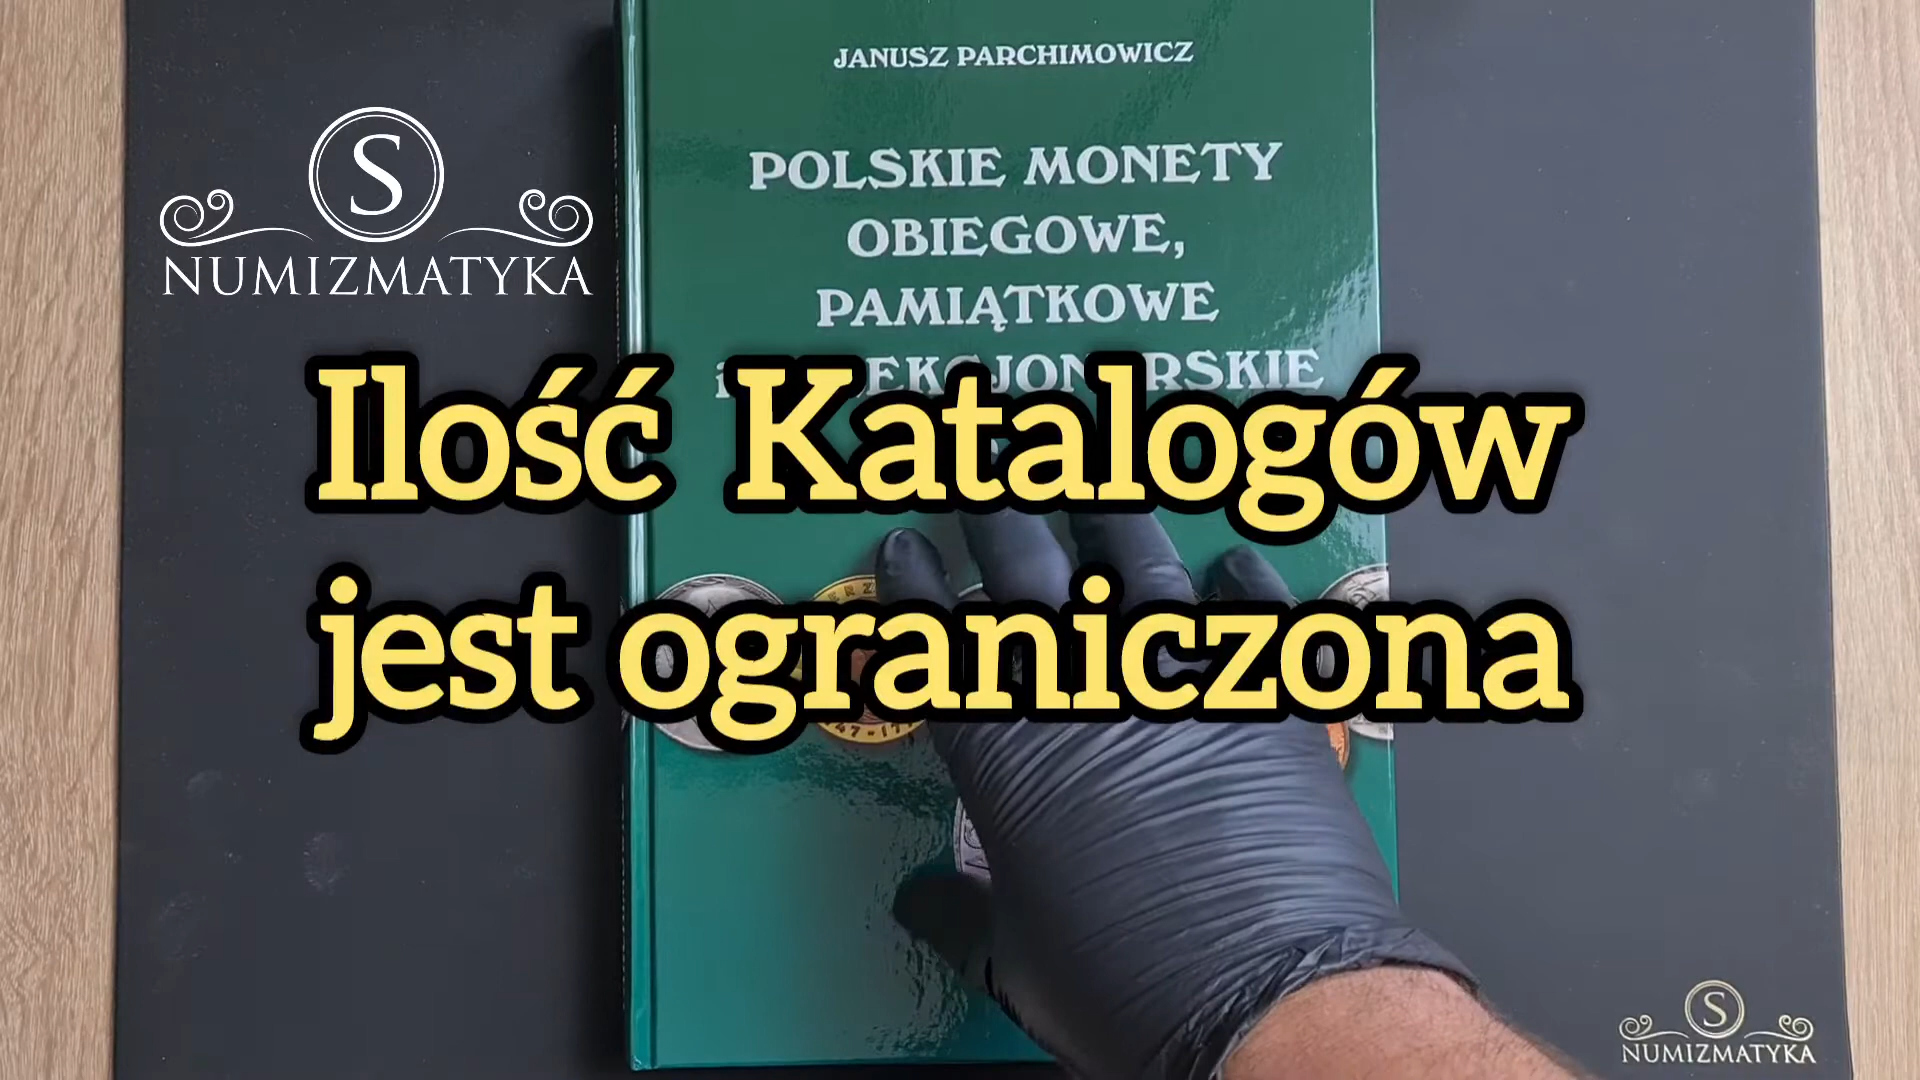 JANUSZ PARCHIMOWICZ
POLSKIE MONETY
OBIEGOWE,
PAMIĄTKOWE
S
NUMIZMATYKA
Ilość Katalogów
jest ograniczona
S
NUMIZMATYKA